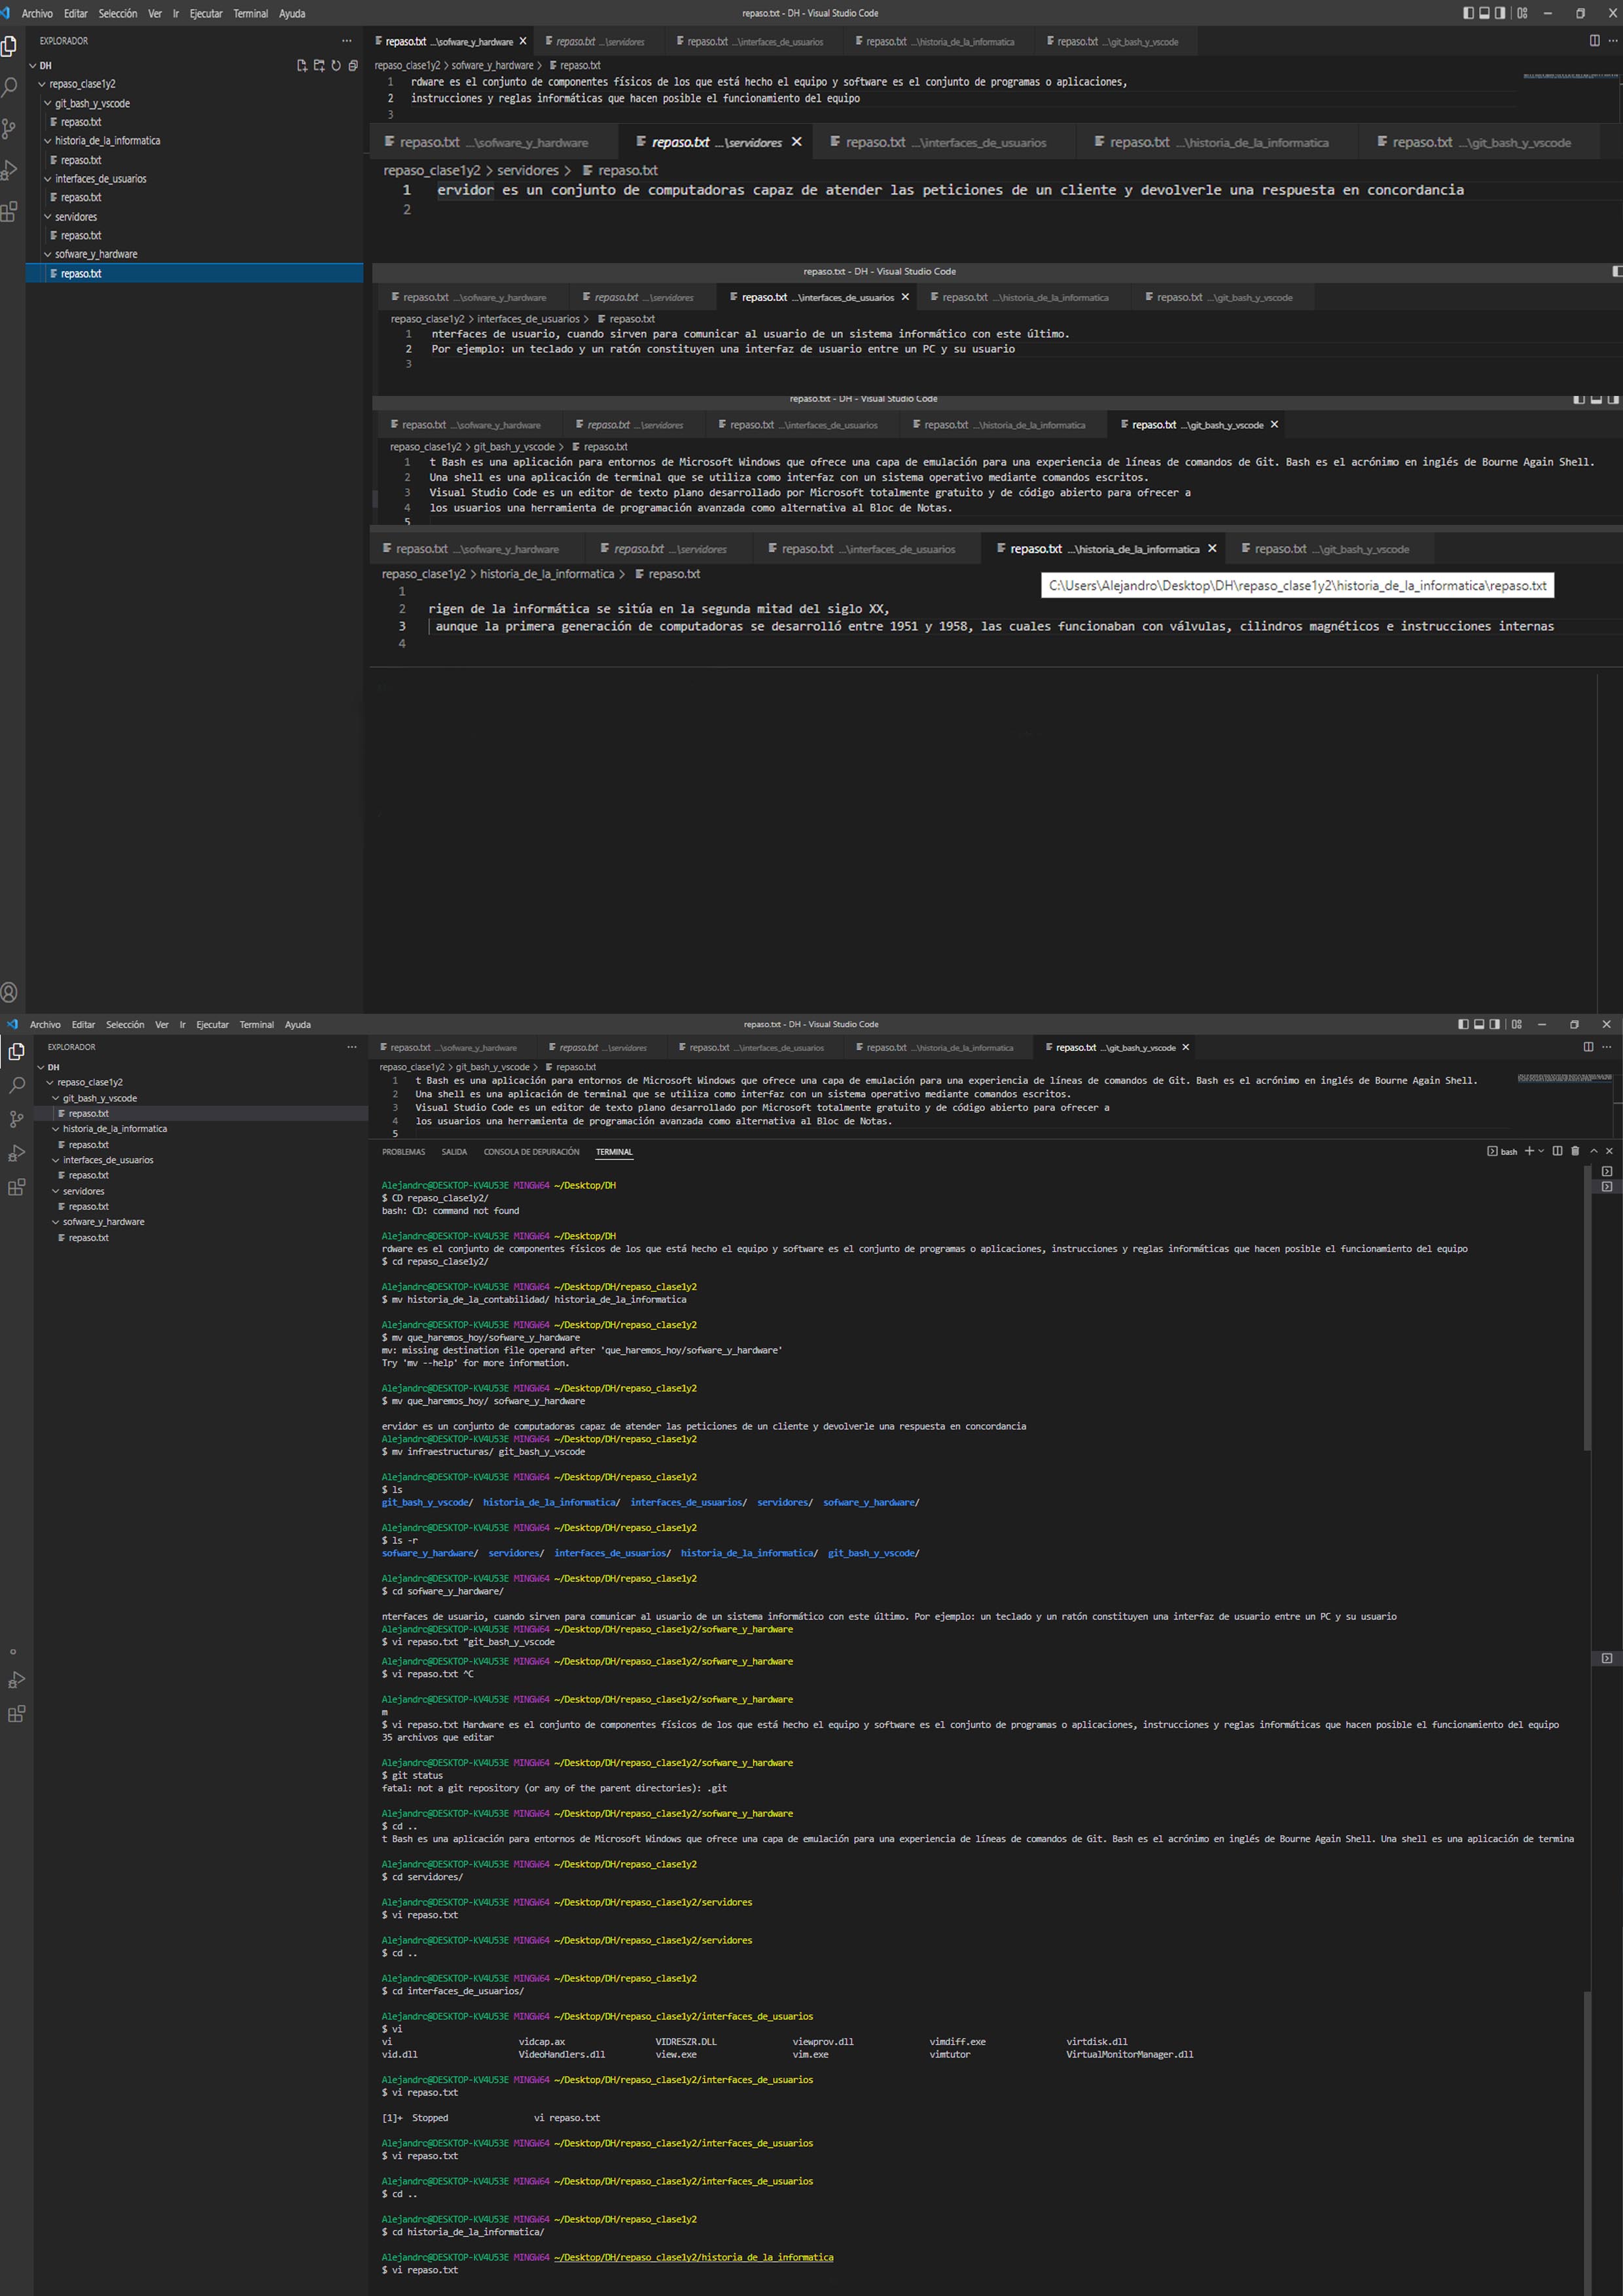 Archivo Editar Selección Ver Ir Ejecutar Terminal Ayuda
repaso.txt - DH - Visual Studio Code
EXPLORADOR
DH
repaso_clase1y2
git_bash_y_vscode
repaso.txt
historia_de_la_informatica
repaso.txt
interfaces_de_usuarios
repaso.txt
servidores
repaso.txt
sofware_y_hardware
repaso.txt
repaso.txt ...\sofware_y_hardware repaso.txt ...\servidores repaso.txt ...\interfaces_de_usuarios repaso.txt ...\historia_de_la_informatica repaso.txt ...\git_bash_y_vscode
repaso_clase1y2 > sofware_y_hardware > repaso.txt
1 rdware es el conjunto de componentes físicos de los que está hecho el equipo y software es el conjunto de programas o aplicaciones,
2 instrucciones y reglas informáticas que hacen posible el funcionamiento del equipo
3
repaso.txt ...\sofware_y_hardware repaso.txt ...\servidores repaso.txt ...\interfaces_de_usuarios repaso.txt ...\historia_de_la_informatica repaso.txt ...\git_bash_y_vscode
repaso_clase1y2 > servidores > repaso.txt
1 ervidor es un conjunto de computadoras capaz de atender las peticiones de un cliente y devolverle una respuesta en concordancia
2
repaso.txt - DH - Visual Studio Code
repaso.txt ...\sofware_y_hardware repaso.txt ...\servidores repaso.txt ...\interfaces_de_usuarios repaso.txt ...\historia_de_la_informatica repaso.txt ...\git_bash_y_vscode
repaso_clase1y2 > interfaces_de_usuarios > repaso.txt
1 nterfaces de usuario, cuando sirven para comunicar al usuario de un sistema informático con este último.
2 Por ejemplo: un teclado y un ratón constituyen una interfaz de usuario entre un PC y su usuario
3
repaso.txt - DH - Visual Studio Code
repaso.txt ...\sofware_y_hardware repaso.txt ...\servidores repaso.txt ...\interfaces_de_usuarios repaso.txt ...\historia_de_la_informatica repaso.txt ...\git_bash_y_vscode
repaso_clase1y2 > git_bash_y_vscode > repaso.txt
1 t Bash es una aplicación para entornos de Microsoft Windows que ofrece una capa de emulación para una experiencia de líneas de comandos de Git. Bash es el acrónimo en inglés de Bourne Again Shell.
2 Una shell es una aplicación de terminal que se utiliza como interfaz con un sistema operativo mediante comandos escritos.
3 Visual Studio Code es un editor de texto plano desarrollado por Microsoft totalmente gratuito y de código abierto para ofrecer a
4 los usuarios una herramienta de programación avanzada como alternativa al Bloc de Notas.
5
repaso.txt ...\sofware_y_hardware repaso.txt ...\servidores repaso.txt ...\interfaces_de_usuarios repaso.txt ...\historia_de_la_informatica repaso.txt ...\git_bash_y_vscode
repaso_clase1y2 > historia_de_la_informatica > repaso.txt
C:\Users\Alejandro\Desktop\DH\repaso_clase1y2\historia_de_la_informatica\repaso.txt
1
2 rigen de la informática se sitúa en la segunda mitad del siglo XX,
3 aunque la primera generación de computadoras se desarrolló entre 1951 y 1958, las cuales funcionaban con válvulas, cilindros magnéticos e instrucciones internas
4
Archivo Editar Selección Ver Ir Ejecutar Terminal Ayuda
repaso.txt - DH - Visual Studio Code
EXPLORADOR
DH
repaso_clase1y2
git_bash_y_vscode
repaso.txt
historia_de_la_informatica
repaso.txt
interfaces_de_usuarios
repaso.txt
servidores
repaso.txt
sofware_y_hardware
repaso.txt
repaso.txt ...\sofware_y_hardware repaso.txt ...\servidores repaso.txt ...\interfaces_de_usuarios repaso.txt ...\historia_de_la_informatica repaso.txt ...\git_bash_y_vscode
repaso_clase1y2 > git_bash_y_vscode > repaso.txt
1 t Bash es una aplicación para entornos de Microsoft Windows que ofrece una capa de emulación para una experiencia de líneas de comandos de Git. Bash es el acrónimo en inglés de Bourne Again Shell.
2 Una shell es una aplicación de terminal que se utiliza como interfaz con un sistema operativo mediante comandos escritos.
3 Visual Studio Code es un editor de texto plano desarrollado por Microsoft totalmente gratuito y de código abierto para ofrecer a
4 los usuarios una herramienta de programación avanzada como alternativa al Bloc de Notas.
5
PROBLEMAS SALIDA CONSOLA DE DEPURACIÓN TERMINAL
bash
Alejandro@DESKTOP-KV4U53E MINGW64 ~/Desktop/DH
$ CD repaso_clase1y2/
bash: CD: command not found
Alejandro@DESKTOP-KV4U53E MINGW64 ~/Desktop/DH
rdware es el conjunto de componentes físicos de los que está hecho el equipo y software es el conjunto de programas o aplicaciones, instrucciones y reglas informáticas que hacen posible el funcionamiento del equipo
$ cd repaso_clase1y2/
Alejandro@DESKTOP-KV4U53E MINGW64 ~/Desktop/DH/repaso_clase1y2
$ mv historia_de_la_contabilidad/ historia_de_la_informatica
Alejandro@DESKTOP-KV4U53E MINGW64 ~/Desktop/DH/repaso_clase1y2
$ mv que_haremos_hoy/sofware_y_hardware
mv: missing destination file operand after 'que_haremos_hoy/sofware_y_hardware'
Try 'mv --help' for more information.
Alejandro@DESKTOP-KV4U53E MINGW64 ~/Desktop/DH/repaso_clase1y2
$ mv que_haremos_hoy/ sofware_y_hardware
ervidor es un conjunto de computadoras capaz de atender las peticiones de un cliente y devolverle una respuesta en concordancia
Alejandro@DESKTOP-KV4U53E MINGW64 ~/Desktop/DH/repaso_clase1y2
$ mv infraestructuras/ git_bash_y_vscode
Alejandro@DESKTOP-KV4U53E MINGW64 ~/Desktop/DH/repaso_clase1y2
$ ls
git_bash_y_vscode/ historia_de_la_informatica/ interfaces_de_usuarios/ servidores/ sofware_y_hardware/
Alejandro@DESKTOP-KV4U53E MINGW64 ~/Desktop/DH/repaso_clase1y2
$ ls -r
sofware_y_hardware/ servidores/ interfaces_de_usuarios/ historia_de_la_informatica/ git_bash_y_vscode/
Alejandro@DESKTOP-KV4U53E MINGW64 ~/Desktop/DH/repaso_clase1y2
$ cd sofware_y_hardware/
nterfaces de usuario, cuando sirven para comunicar al usuario de un sistema informático con este último. Por ejemplo: un teclado y un ratón constituyen una interfaz de usuario entre un PC y su usuario
Alejandro@DESKTOP-KV4U53E MINGW64 ~/Desktop/DH/repaso_clase1y2/sofware_y_hardware
$ vi repaso.txt "git_bash_y_vscode
Alejandro@DESKTOP-KV4U53E MINGW64 ~/Desktop/DH/repaso_clase1y2/sofware_y_hardware
$ vi repaso.txt ^C
Alejandro@DESKTOP-KV4U53E MINGW64 ~/Desktop/DH/repaso_clase1y2/sofware_y_hardware
m
$ vi repaso.txt Hardware es el conjunto de componentes físicos de los que está hecho el equipo y software es el conjunto de programas o aplicaciones, instrucciones y reglas informáticas que hacen posible el funcionamiento del equipo
35 archivos que editar
Alejandro@DESKTOP-KV4U53E MINGW64 ~/Desktop/DH/repaso_clase1y2/sofware_y_hardware
$ git status
fatal: not a git repository (or any of the parent directories): .git
Alejandro@DESKTOP-KV4U53E MINGW64 ~/Desktop/DH/repaso_clase1y2/sofware_y_hardware
$ cd ..
t Bash es una aplicación para entornos de Microsoft Windows que ofrece una capa de emulación para una experiencia de líneas de comandos de Git. Bash es el acrónimo en inglés de Bourne Again Shell. Una shell es una aplicación de termina
Alejandro@DESKTOP-KV4U53E MINGW64 ~/Desktop/DH/repaso_clase1y2
$ cd servidores/
Alejandro@DESKTOP-KV4U53E MINGW64 ~/Desktop/DH/repaso_clase1y2/servidores
$ vi repaso.txt
Alejandro@DESKTOP-KV4U53E MINGW64 ~/Desktop/DH/repaso_clase1y2/servidores
$ cd ..
Alejandro@DESKTOP-KV4U53E MINGW64 ~/Desktop/DH/repaso_clase1y2
$ cd interfaces_de_usuarios/
Alejandro@DESKTOP-KV4U53E MINGW64 ~/Desktop/DH/repaso_clase1y2/interfaces_de_usuarios
$ vi
vi vidcap.ax VIDRESZR.DLL viewprov.dll vimdiff.exe virtdisk.dll
vid.dll VideoHandlers.dll view.exe vim.exe vimtutor VirtualMonitorManager.dll
Alejandro@DESKTOP-KV4U53E MINGW64 ~/Desktop/DH/repaso_clase1y2/interfaces_de_usuarios
$ vi repaso.txt
[1]+ Stopped vi repaso.txt
Alejandro@DESKTOP-KV4U53E MINGW64 ~/Desktop/DH/repaso_clase1y2/interfaces_de_usuarios
$ vi repaso.txt
Alejandro@DESKTOP-KV4U53E MINGW64 ~/Desktop/DH/repaso_clase1y2/interfaces_de_usuarios
$ cd ..
Alejandro@DESKTOP-KV4U53E MINGW64 ~/Desktop/DH/repaso_clase1y2
$ cd historia_de_la_informatica/
Alejandro@DESKTOP-KV4U53E MINGW64 ~/Desktop/DH/repaso_clase1y2/historia_de_la_informatica
$ vi repaso.txt